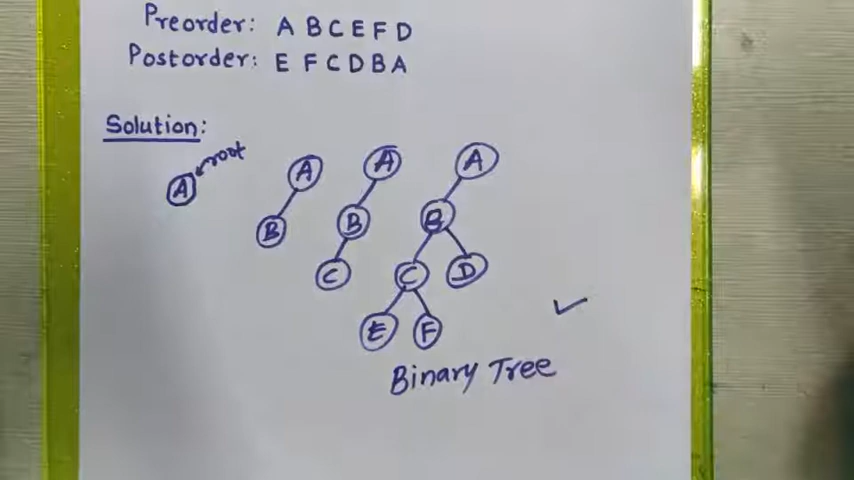 Preorder: A B C E F D
Postorder: E F C D B A
Solution:
A root
A A A
B B B
C C D
E F
Binary Tree